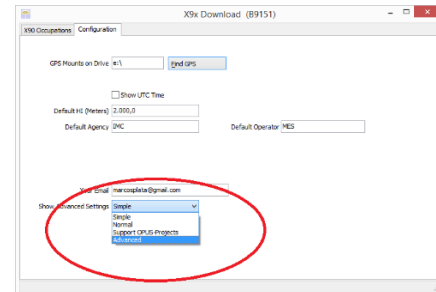 X9x Download (B9151)
X90 Occupations Configuration
GPS Mounts on Drive e:\ Find GPS
Show UTC Time
Default HI (Meters) 2.000,0
Default Agency IMC Default Operator MES
Your Email marcosplata@gmail.com
Show Advanced Settings Simple
Simple
Normal
Support OPUS-Projects
Advanced